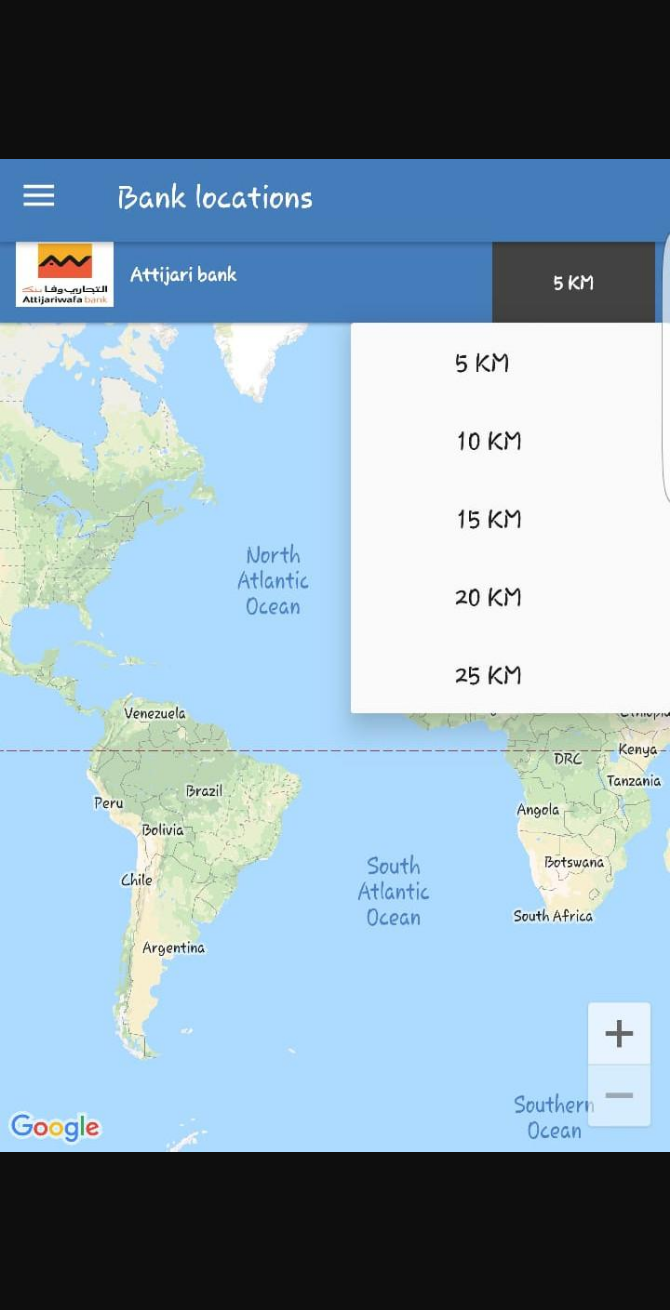 Bank locations
التجاري وفا بنك
Attijariwafa bank
Attijari bank
5 KM
5 KM
10 KM
15 KM
20 KM
25 KM
North
Atlantic
Ocean
Venezuela
Ethiopia
DRC
Kenya
Tanzania
Peru
Brazil
Angola
Bolivia
Botswana
Chile
South
Atlantic
Ocean
South Africa
Argentina
+
−
Southern
Ocean
Google